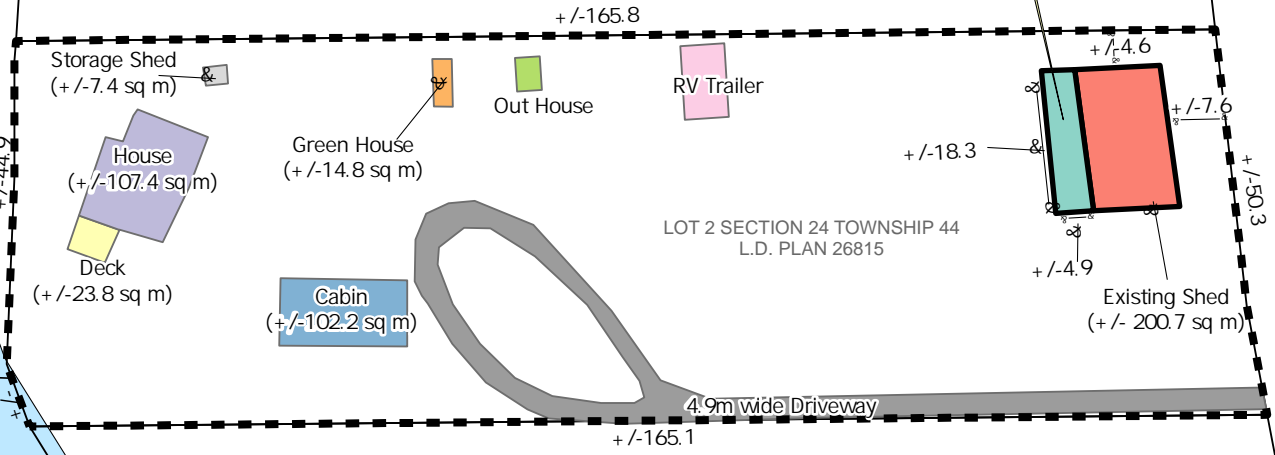 +/-165.8
Storage Shed
(+/-7.4 sq m)
+/-4.6
RV Trailer
Out House
+/-7.6
Green House
(+/-14.8 sq m)
House
(+/-107.4 sq m)
+/-44.9
+/-18.3
+/-50.3
LOT 2 SECTION 24 TOWNSHIP 44
L.D. PLAN 26815
Deck
(+/-23.8 sq m)
+/-4.9
Cabin
(+/-102.2 sq m)
Existing Shed
(+/- 200.7 sq m)
4.9m wide Driveway
+/-165.1